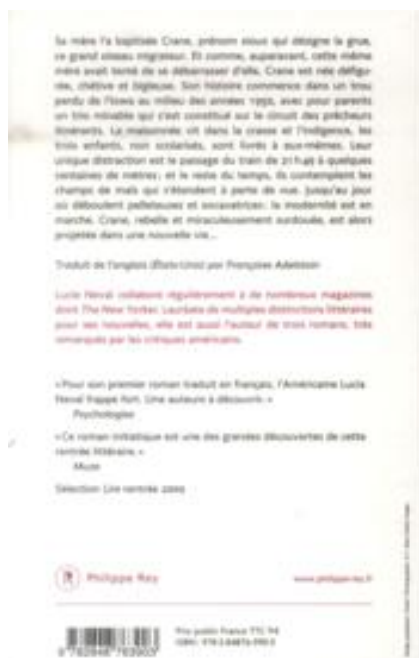 Sa mère l'a baptisée Crane, prénom sioux qui désigne la grue,
ce grand oiseau migrateur. Et comme, auparavant, cette même
mère avait tenté de se débarrasser d'elle, Crane est née défigu-
rée, chétive et bigleuse. Son histoire commence dans un trou
perdu de l'Iowa au milieu des années 1950, avec pour parents
un trio minable qui s'est constitué sur le circuit des prêcheurs
itinérants. La maisonnée vit dans la crasse et l'indigence, les
trois enfants, non scolarisés, sont livrés à eux-mêmes. Leur
unique distraction est le passage du train de 21 h 45 à quelques
centaines de mètres; et le reste du temps, ils contemplent les
champs de maïs qui s'étendent à perte de vue. Jusqu'au jour
où déboulent pelleteuses et excavatrices: la modernité est en
marche. Crane, rebelle et miraculeusement surdouée, est alors
projetée dans une nouvelle vie...
Traduit de l'anglais (États-Unis) par Françoise Adelstain
Lucia Nevai collabore régulièrement à de nombreux magazines
dont The New Yorker. Lauréate de multiples distinctions littéraires
pour ses nouvelles, elle est aussi l'auteur de trois romans, très
remarqués par les critiques américains.
«Pour son premier roman traduit en français, l'Américaine Lucia
Nevai frappe fort. Une auteure à découvrir.»
Psychologies
«Ce roman initiatique est une des grandes découvertes de cette
rentrée littéraire.»
Muze
Sélection Lire rentrée
Philippe Rey
www.philippe-rey.fr
Prix public France TTC
ISBN:
9 782848 763903